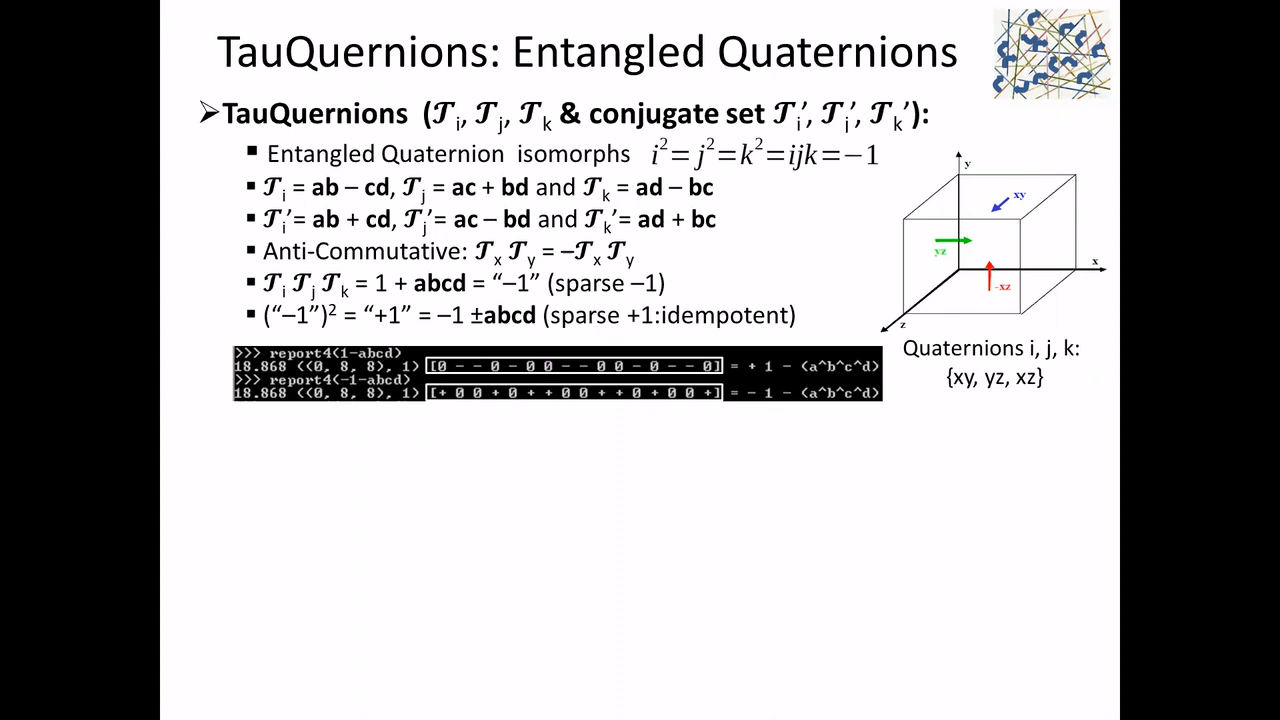 TauQuernions: Entangled Quaternions
➢TauQuernions (𝓣i, 𝓣j, 𝓣k & conjugate set 𝓣i’, 𝓣i’, 𝓣k’):
▪ Entangled Quaternion isomorphs i²=j²=k²=ijk=−1
▪ 𝓣i = ab – cd, 𝓣j = ac + bd and 𝓣k = ad – bc
▪ 𝓣i’= ab + cd, 𝓣j’= ac – bd and 𝓣k’= ad + bc
▪ Anti-Commutative: 𝓣x 𝓣y = –𝓣x 𝓣y
▪ 𝓣i 𝓣j 𝓣k = 1 + abcd = “–1” (sparse –1)
▪ (“–1”)² = “+1” = –1 ±abcd (sparse +1:idempotent)
>>> report4(1-abcd)
18.868 ((0, 8, 8), 1) [0 - - 0 - 0 0 - - 0 0 - 0 - - 0] = + 1 - (a^b^c^d)
>>> report4(-1-abcd)
18.868 ((0, 8, 8), 1) [+ 0 0 + 0 + + 0 0 + + 0 + 0 0 +] = - 1 - (a^b^c^d)
y
xy
yz
x
-xz
z
Quaternions i, j, k:
{xy, yz, xz}